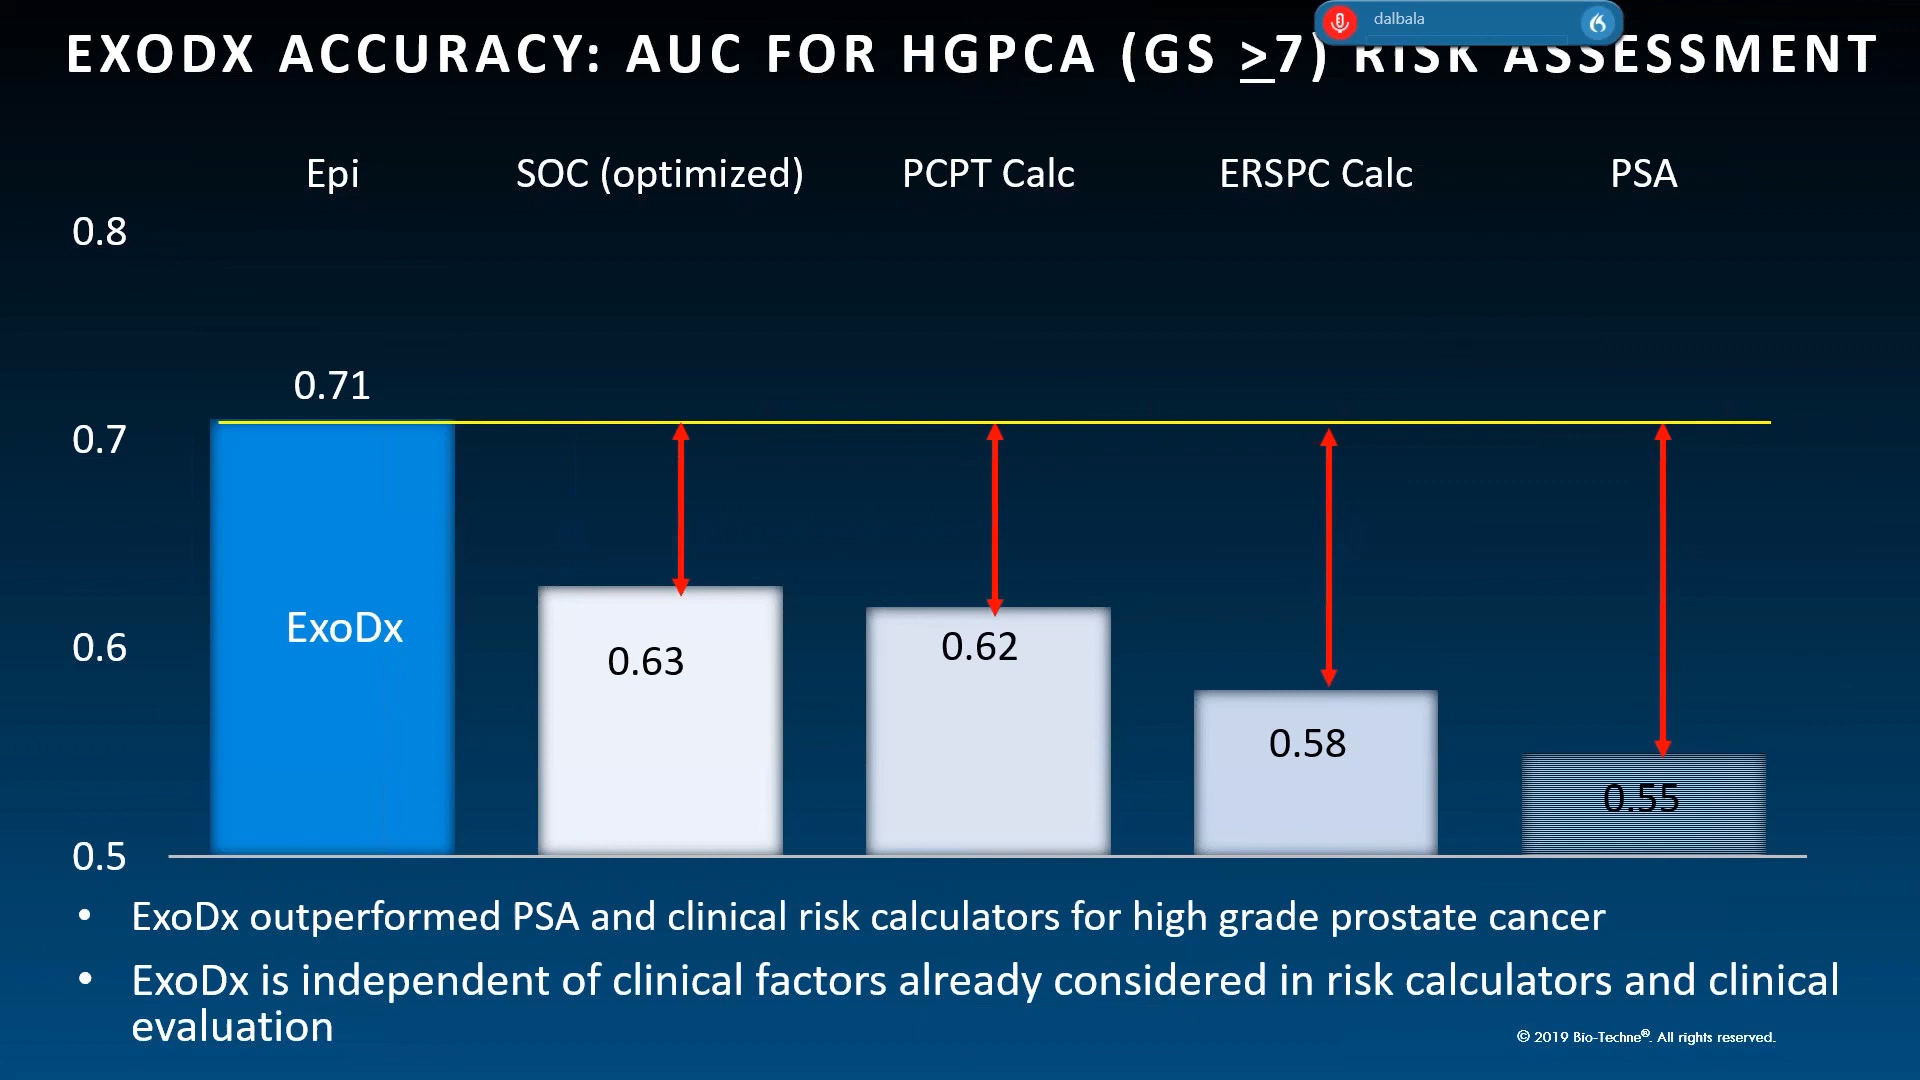 dalbala
EXODX ACCURACY: AUC FOR HGPCA (GS ≥7) RISK ASSESSMENT
Epi SOC (optimized) PCPT Calc ERSPC Calc PSA
0.8
0.71
0.7
ExoDx
0.6
0.63
0.62
0.58
0.55
0.5
• ExoDx outperformed PSA and clinical risk calculators for high grade prostate cancer
• ExoDx is independent of clinical factors already considered in risk calculators and clinical
evaluation
© 2019 Bio-Techne®. All rights reserved.